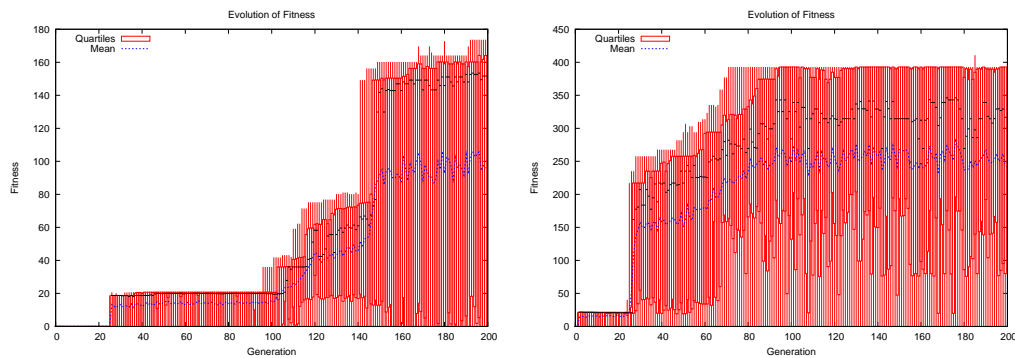 Evolution of Fitness
180
160
140
120
100
80
60
40
20
0
0 20 40 60 80 100 120 140 160 180 200
Fitness
Generation
Quartiles
Mean
Evolution of Fitness
450
400
350
300
250
200
150
100
50
0
0 20 40 60 80 100 120 140 160 180 200
Fitness
Generation
Quartiles
Mean